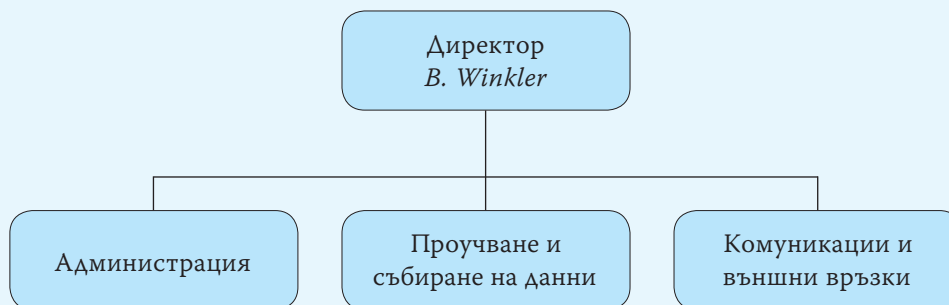 Директор
B. Winkler
Администрация
Проучване и
събиране на данни
Комуникации и
външни връзки